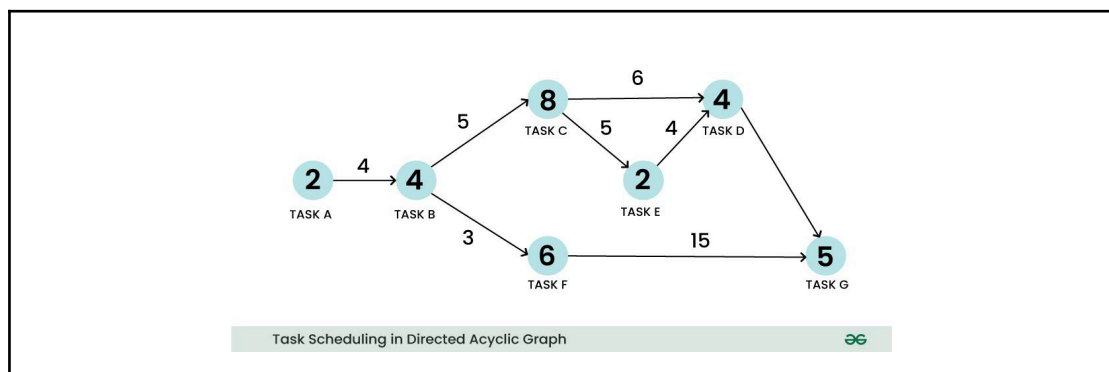 6
8
4
5
TASK C
5
4
TASK D
4
2
4
2
TASK A
TASK B
TASK E
3
15
6
5
TASK F
TASK G
Task Scheduling in Directed Acyclic Graph